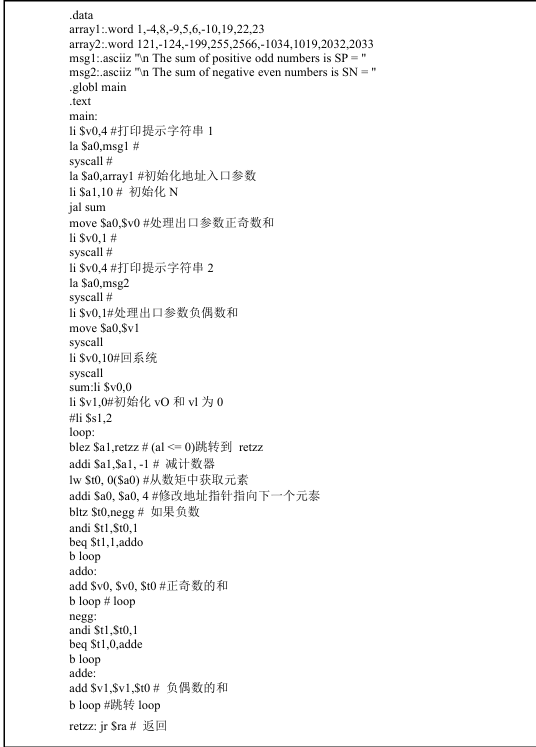 .data
array1:.word 1,-4,8,-9,5,6,-10,19,22,23
array2:.word 121,-124,-199,255,2566,-1034,1019,2032,2033
msg1:.asciiz "\n The sum of positive odd numbers is SP = "
msg2:.asciiz "\n The sum of negative even numbers is SN = "
.globl main
.text
main:
li $v0,4 #打印提示字符串 1
la $a0,msg1 #
syscall #
la $a0,array1 #初始化地址入口参数
li $a1,10 # 初始化 N
jal sum
move $a0,$v0 #处理出口参数正奇数和
li $v0,1 #
syscall #
li $v0,4 #打印提示字符串 2
la $a0,msg2
syscall #
li $v0,1#处理出口参数负偶数和
move $a0,$v1
syscall
li $v0,10#回系统
syscall
sum:li $v0,0
li $v1,0#初始化 vO 和 vl 为 0
#li $s1,2
loop:
blez $a1,retzz # (al <= 0)跳转到 retzz
addi $a1,$a1, -1 # 减计数器
lw $t0, 0($a0) #从数矩中获取元素
addi $a0, $a0, 4 #修改地址指针指向下一个元泰
bltz $t0,negg # 如果负数
andi $t1,$t0,1
beq $t1,1,addo
b loop
addo:
add $v0, $v0, $t0 #正奇数的和
b loop # loop
negg:
andi $t1,$t0,1
beq $t1,0,adde
b loop
adde:
add $v1,$v1,$t0 # 负偶数的和
b loop #跳转 loop
retzz: jr $ra # 返回